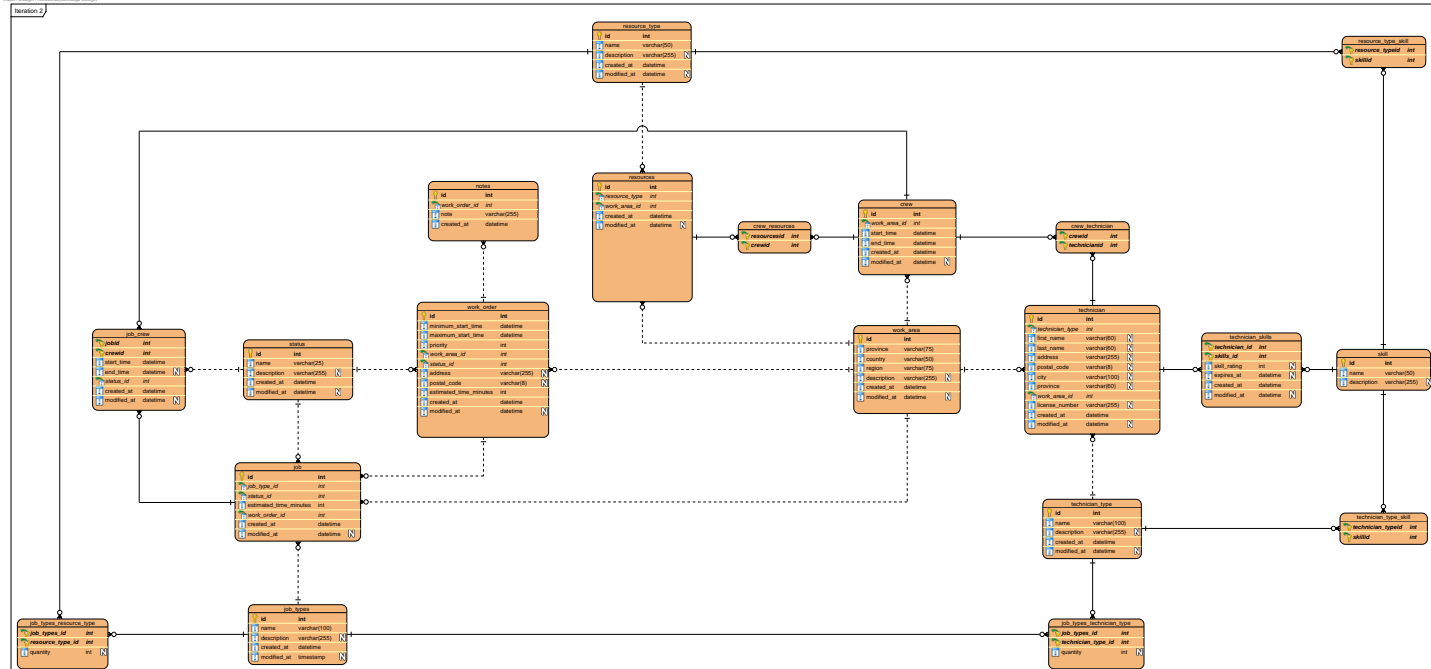 Iteration 2
resource_type
id int
name varchar(50)
description varchar(255) N
created_at datetime
modified_at datetime N
resource_type_skill
resource_typeid int
skillid int
notes
id int
work_order_id int
note varchar(255)
created_at datetime
resources
id int
resource_type int
work_area_id int
created_at datetime
modified_at datetime N
crew_resources
resourcesid int
crewid int
crew
id int
work_area_id int
start_time datetime
end_time datetime
created_at datetime
modified_at datetime N
crew_technician
crewid int
technicianid int
job_crew
jobid int
crewid int
start_time datetime
end_time datetime N
status_id int
created_at datetime
modified_at datetime N
status
id int
name varchar(25)
description varchar(255) N
created_at datetime
modified_at datetime N
work_order
id int
minimum_start_time datetime
maximum_start_time datetime
priority int
work_area_id int
status_id int
address varchar(255) N
postal_code varchar(8) N
estimated_time_minutes int
created_at datetime
modified_at datetime N
work_area
id int
province varchar(75)
country varchar(50)
region varchar(75)
description varchar(255) N
created_at datetime
modified_at datetime N
technician
id int
technician_type int
first_name varchar(60) N
last_name varchar(60) N
address varchar(255) N
postal_code varchar(8) N
city varchar(100) N
province varchar(60) N
work_area_id int
license_number varchar(255) N
created_at datetime
modified_at datetime N
technician_skills
technician_id int
skills_id int
skill_rating int N
expires_at datetime N
created_at datetime
modified_at datetime N
skill
id int
name varchar(50)
description varchar(255) N
job
id int
job_type_id int
status_id int
estimated_time_minutes int
work_order_id int
created_at datetime
modified_at datetime N
technician_type
id int
name varchar(100)
description varchar(255) N
created_at datetime
modified_at datetime N
technician_type_skill
technician_typeid int
skillid int
job_types_resource_type
job_types_id int
resource_type_id int
quantity int N
job_types
id int
name varchar(100)
description varchar(255) N
created_at datetime
modified_at timestamp N
job_types_technician_type
job_types_id int
technician_type_id int
quantity int N